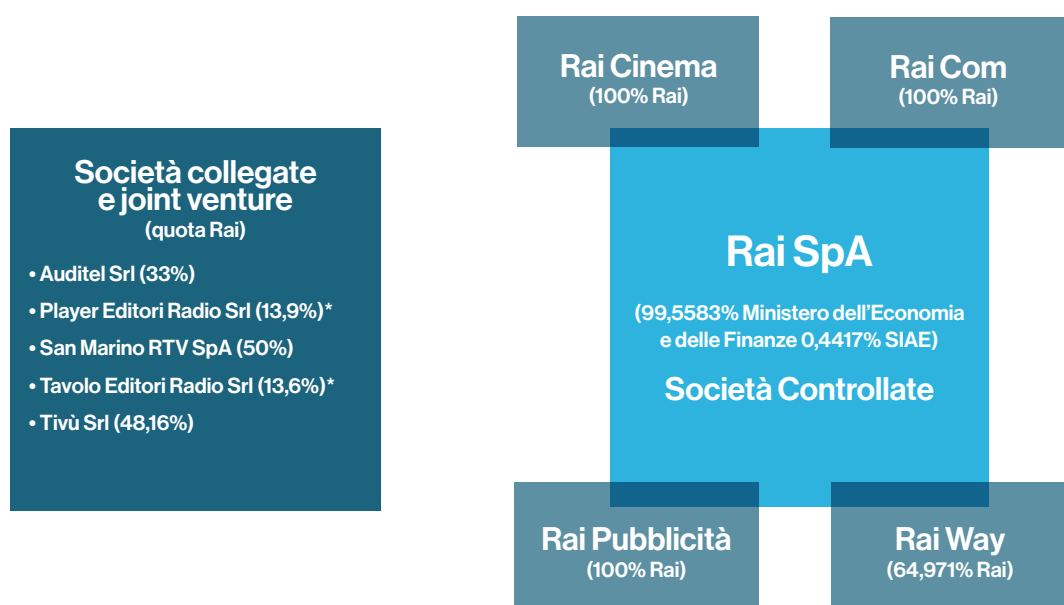 Rai Cinema
(100% Rai)
Rai Com
(100% Rai)
Società collegate
e joint venture
(quota Rai)
• Auditel Srl (33%)
• Player Editori Radio Srl (13,9%)*
• San Marino RTV SpA (50%)
• Tavolo Editori Radio Srl (13,6%)*
• Tivù Srl (48,16%)
Rai SpA
(99,5583% Ministero dell’Economia
e delle Finanze 0,4417% SIAE)
Società Controllate
Rai Pubblicità
(100% Rai)
Rai Way
(64,971% Rai)